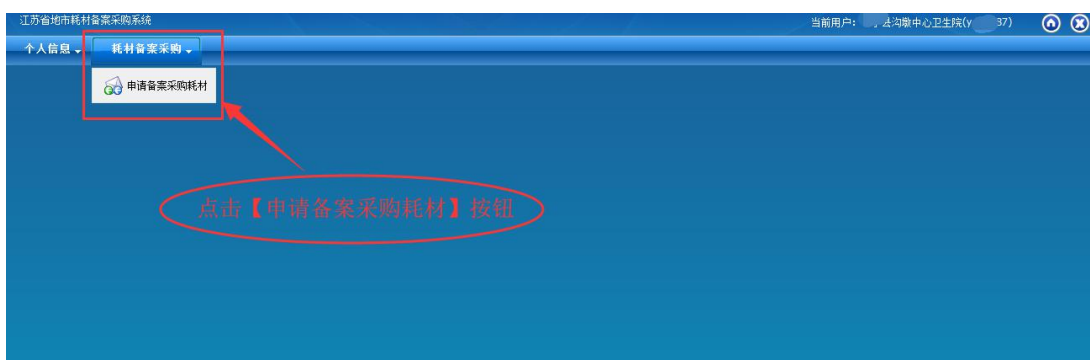 江苏省地市耗材备案采购系统
当前用户: 县沟墩中心卫生院(y 37)
个人信息 耗材备案采购
申请备案采购耗材
点击【申请备案采购耗材】按钮